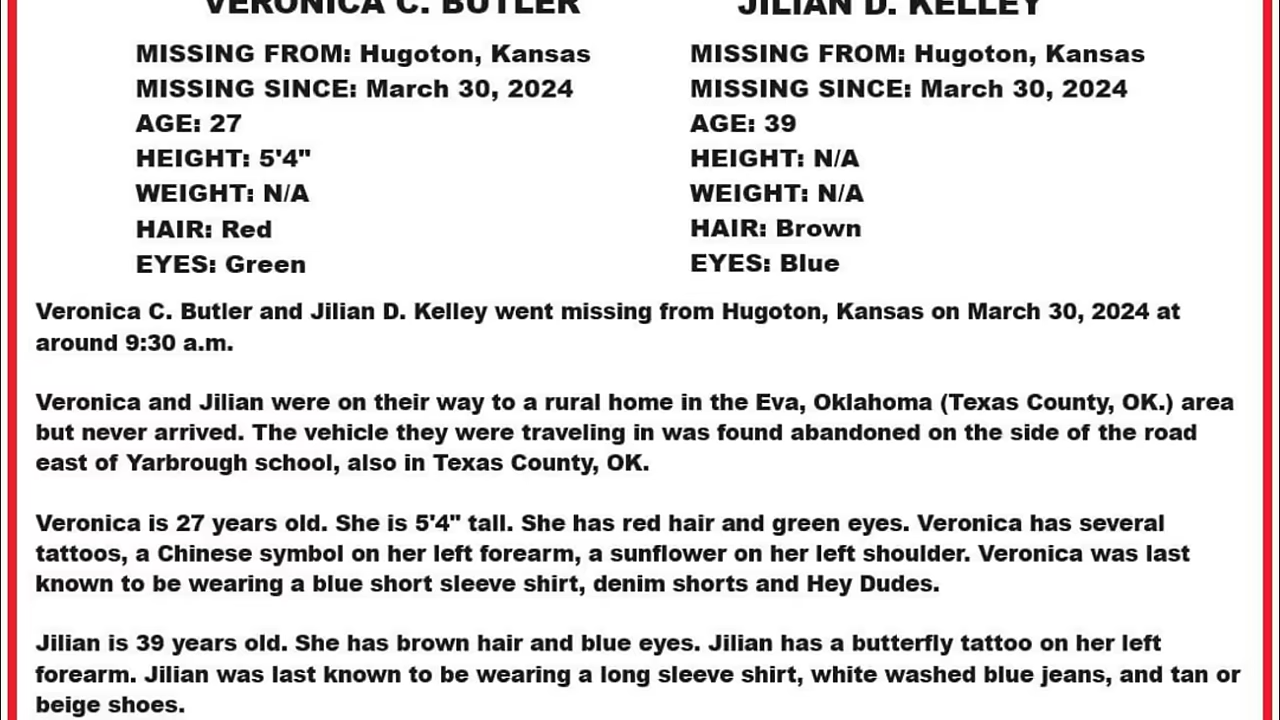 VERONICA C. BUTLER
JILIAN D. KELLEY
MISSING FROM: Hugoton, Kansas
MISSING SINCE: March 30, 2024
AGE: 27
HEIGHT: 5'4"
WEIGHT: N/A
HAIR: Red
EYES: Green
MISSING FROM: Hugoton, Kansas
MISSING SINCE: March 30, 2024
AGE: 39
HEIGHT: N/A
WEIGHT: N/A
HAIR: Brown
EYES: Blue
Veronica C. Butler and Jilian D. Kelley went missing from Hugoton, Kansas on March 30, 2024 at
around 9:30 a.m.
Veronica and Jilian were on their way to a rural home in the Eva, Oklahoma (Texas County, OK.) area
but never arrived. The vehicle they were traveling in was found abandoned on the side of the road
east of Yarbrough school, also in Texas County, OK.
Veronica is 27 years old. She is 5'4" tall. She has red hair and green eyes. Veronica has several
tattoos, a Chinese symbol on her left forearm, a sunflower on her left shoulder. Veronica was last
known to be wearing a blue short sleeve shirt, denim shorts and Hey Dudes.
Jilian is 39 years old. She has brown hair and blue eyes. Jilian has a butterfly tattoo on her left
forearm. Jilian was last known to be wearing a long sleeve shirt, white washed blue jeans, and tan or
beige shoes.